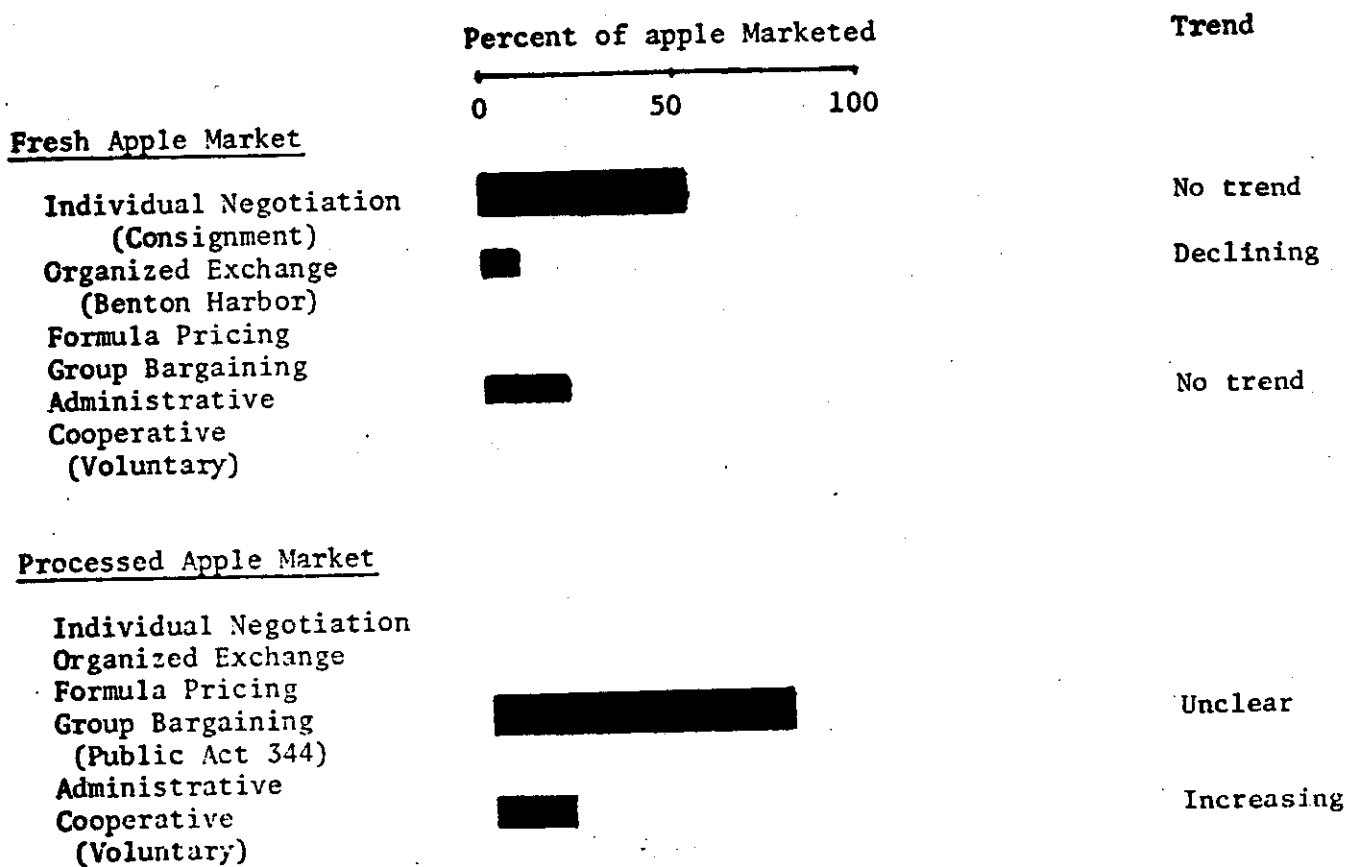 Percent of apple Marketed Trend
0 50 100
Fresh Apple Market
Individual Negotiation No trend
(Consignment)
Organized Exchange Declining
(Benton Harbor)
Formula Pricing
Group Bargaining
Administrative No trend
Cooperative
(Voluntary)
Processed Apple Market
Individual Negotiation
Organized Exchange
Formula Pricing
Group Bargaining Unclear
(Public Act 344)
Administrative
Cooperative Increasing
(Voluntary)